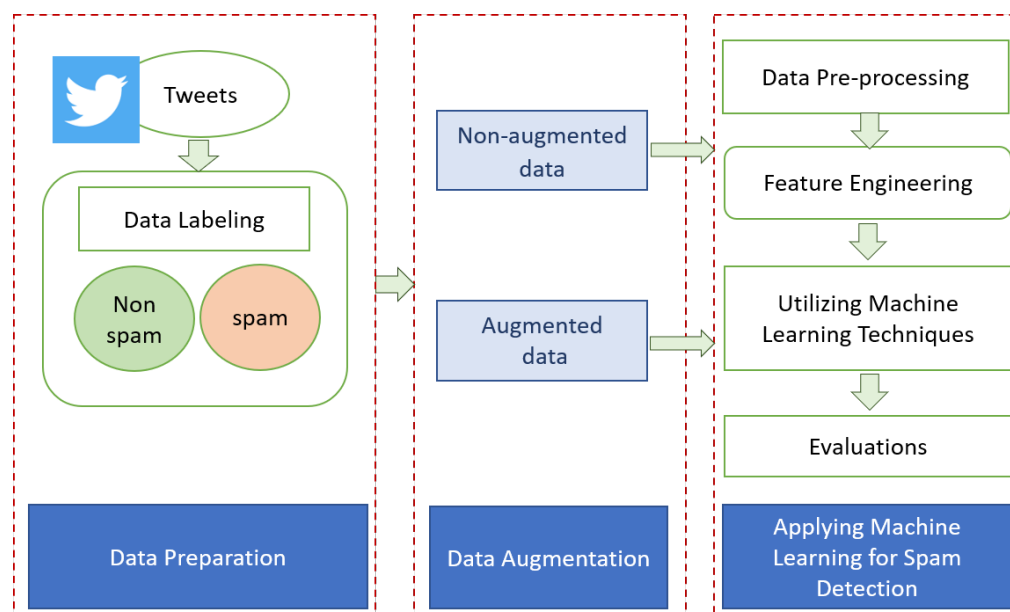 Tweets
Data Labeling
Non
spam
spam
Data Preparation
Non-augmented
data
Augmented
data
Data Augmentation
Data Pre-processing
Feature Engineering
Utilizing Machine
Learning Techniques
Evaluations
Applying Machine
Learning for Spam
Detection